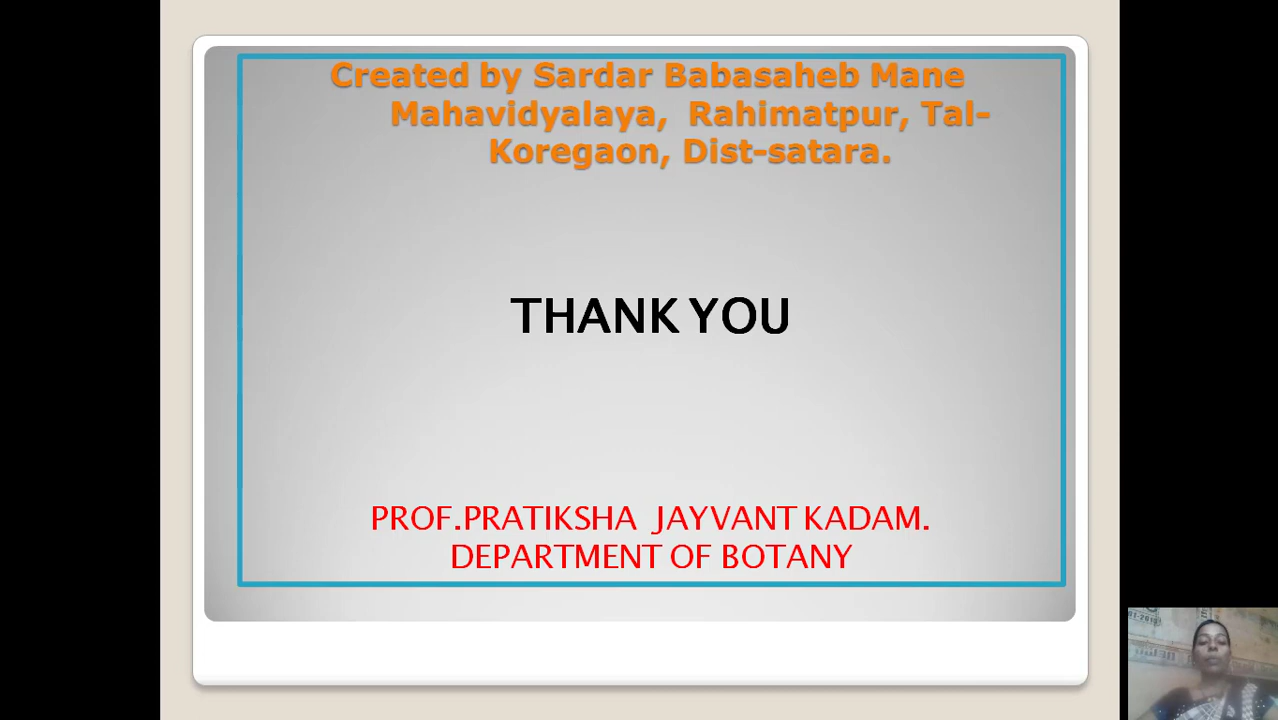 Created by Sardar Babasaheb Mane
Mahavidyalaya, Rahimatpur, Tal-
Koregaon, Dist-satara.
THANK YOU
PROF.PRATIKSHA JAYVANT KADAM.
DEPARTMENT OF BOTANY